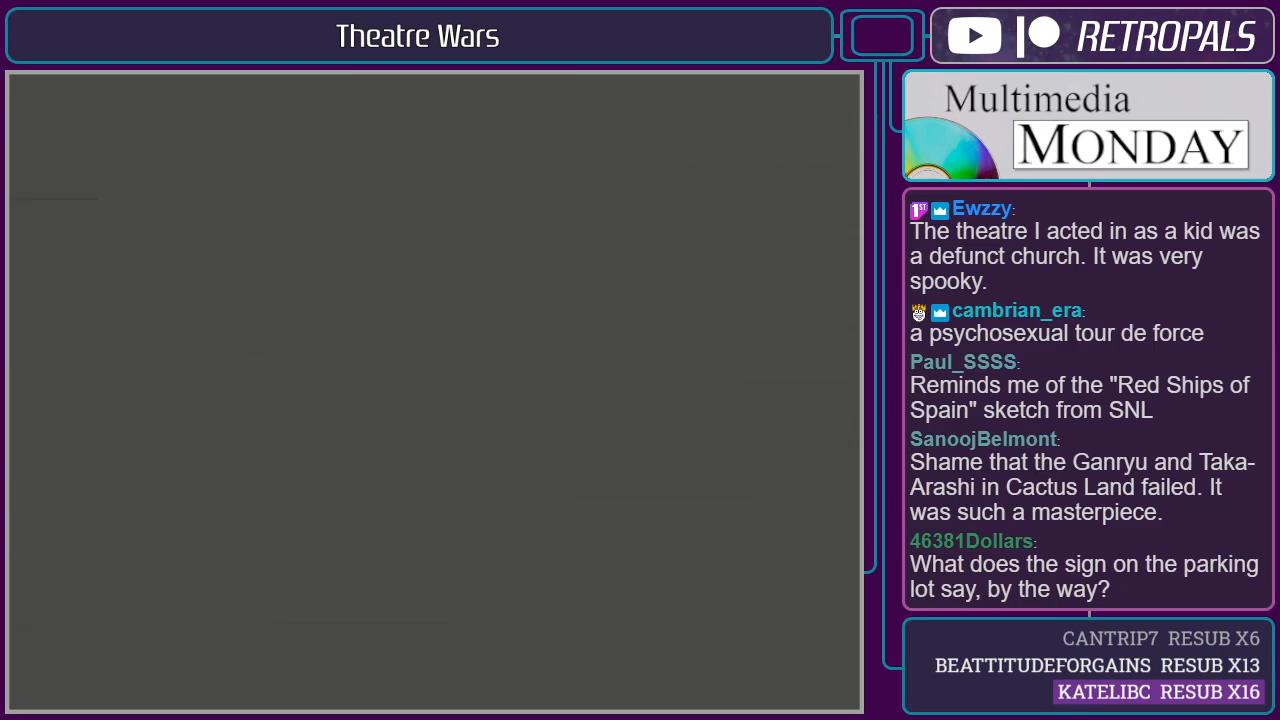 Theatre Wars
RETROPALS
Multimedia
MONDAY
1ST Ewzzy:
The theatre I acted in as a kid was
a defunct church. It was very
spooky.
cambrian_era:
a psychosexual tour de force
Paul_SSSS:
Reminds me of the "Red Ships of
Spain" sketch from SNL
SanoojBelmont:
Shame that the Ganryu and Taka-
Arashi in Cactus Land failed. It
was such a masterpiece.
46381Dollars:
What does the sign on the parking
lot say, by the way?
CANTRIP7 RESUB X6
BEATTITUDEFORGAINS RESUB X13
KATELIBC RESUB X16